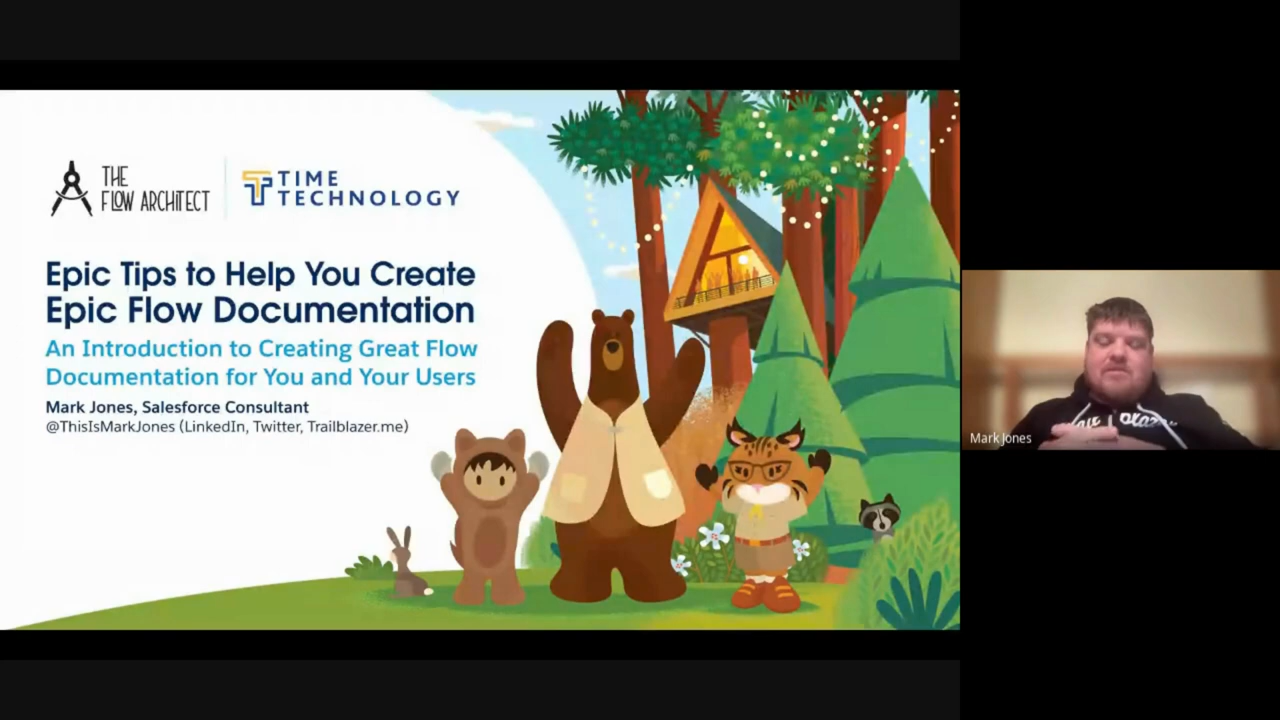 THE
FLOW ARCHITECT
TIME
TECHNOLOGY
Epic Tips to Help You Create
Epic Flow Documentation
An Introduction to Creating Great Flow
Documentation for You and Your Users
Mark Jones, Salesforce Consultant
@ThisIsMarkJones (LinkedIn, Twitter, Trailblazer.me)
Mark Jones